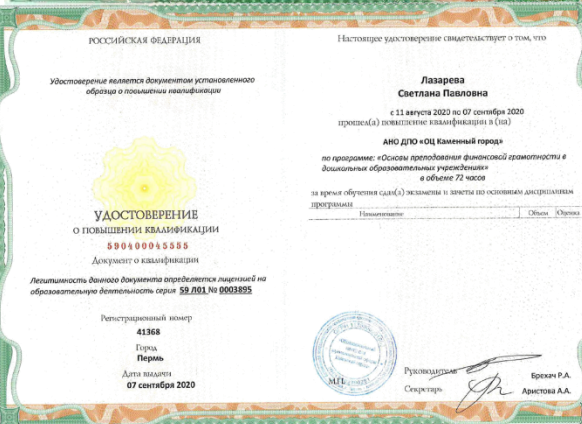 РОССИЙСКАЯ ФЕДЕРАЦИЯ
Удостоверение является документом установленного
образца о повышении квалификации
УДОСТОВЕРЕНИЕ
О ПОВЫШЕНИИ КВАЛИФИКАЦИИ
590400045555
Документ о квалификации
Легитимность данного документа определяется лицензией на
образовательную деятельность серия 59 Л01 № 0003895
Регистрационный номер
41368
Город
Пермь
Дата выдачи
07 сентября 2020
Настоящее удостоверение свидетельствует о том, что
Лазарева
Светлана Павловна
с 11 августа 2020 по 07 сентября 2020
прошел(а) повышение квалификации в (на)
АНО ДПО «ОЦ Каменный город»
по программе: «Основы преподавания финансовой грамотности в
дошкольных образовательных учреждениях»
в объеме 72 часов
за время обучения сдал(а) экзамены и зачеты по основным дисциплинам
программы
Наименование Объем Оценка
М.П.
Руководитель Брехач Р.А.
Секретарь Аристова А.А.